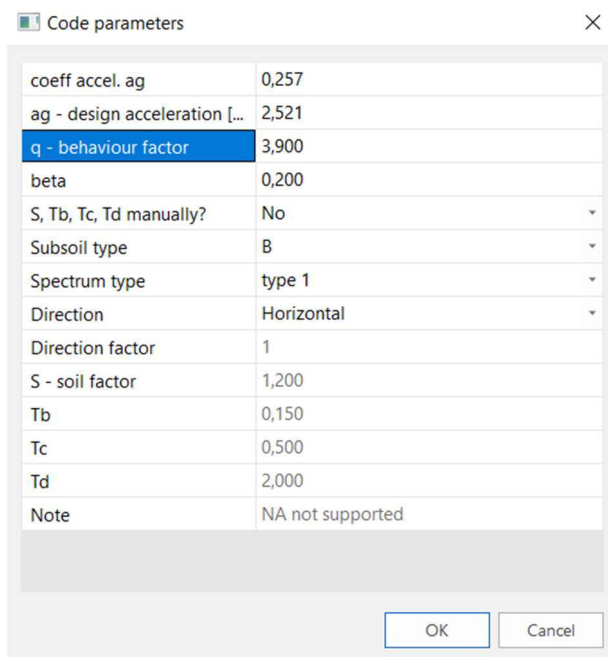 Code parameters
coeff accel. ag 0,257
ag - design acceleration [... 2,521
q - behaviour factor 3,900
beta 0,200
S, Tb, Tc, Td manually? No
Subsoil type B
Spectrum type type 1
Direction Horizontal
Direction factor 1
S - soil factor 1,200
Tb 0,150
Tc 0,500
Td 2,000
Note NA not supported
OK Cancel